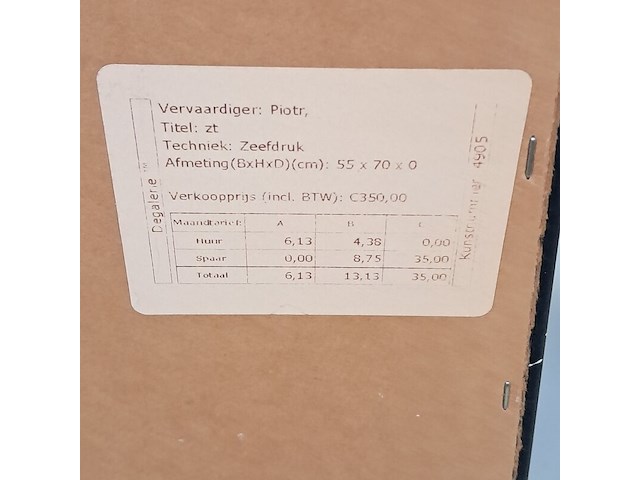 Vervaardiger: Piotr,
Titel: zt
Techniek: Zeefdruk
Afmeting(BxHxD)(cm): 55 x 70 x 0
Verkoopprijs (incl. BTW): €350,00
Maandtarief: A B C
Huur 6,13 4,38 0,00
Spaar 0,00 8,75 35,00
Totaal 6,13 13,13 35,00
Degalerie
4905